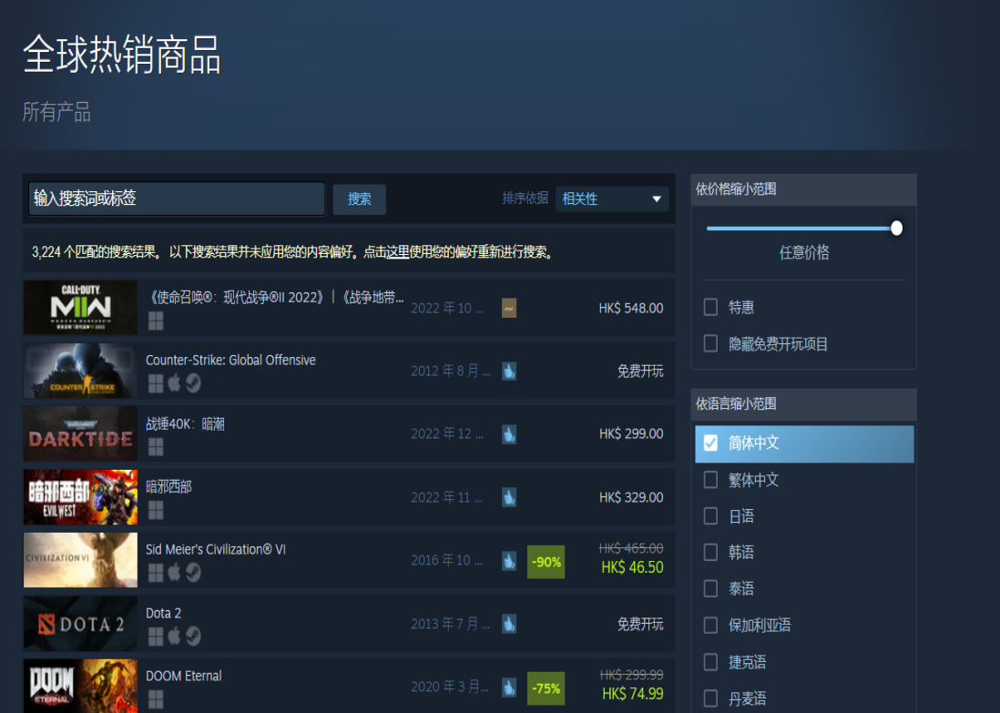 全球热销商品
所有产品
输入搜索词或标签
搜索
排序依据
相关性
3,224 个匹配的搜索结果。 以下搜索结果并未应用您的内容偏好。点击这里使用您的偏好重新进行搜索。
CALL·DUTY
MWII
MODERN WARFARE II
《使命召唤®：现代战争®II 2022》｜《战争地带...
2022 年 10 ...
HK$ 548.00
COUNTER STRIKE
Counter-Strike: Global Offensive
2012 年 8 月 ...
免费开玩
DARKTIDE
战锤40K：暗潮
2022 年 12 ...
HK$ 299.00
暗邪西部
EVIL WEST
暗邪西部
2022 年 11 ...
HK$ 329.00
CIVILIZATION VI
Sid Meier's Civilization® VI
2016 年 10 ...
-90%
HK$ 465.00
HK$ 46.50
DOTA 2
Dota 2
2013 年 7 月 ...
免费开玩
DOOM
ETERNAL
DOOM Eternal
2020 年 3 月...
-75%
HK$ 299.99
HK$ 74.99
依价格缩小范围
任意价格
特惠
隐藏免费开玩项目
依语言缩小范围
简体中文
繁体中文
日语
韩语
泰语
保加利亚语
捷克语
丹麦语